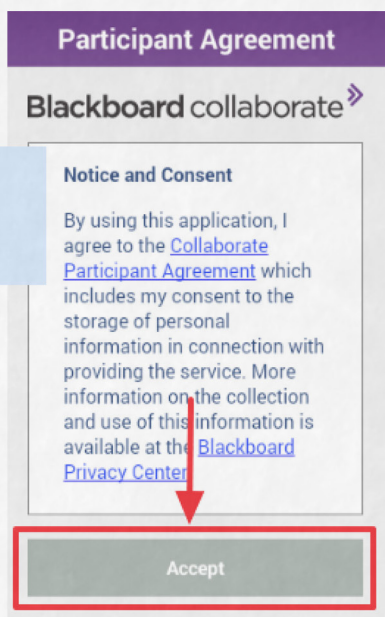 Participant Agreement
Blackboard collaborate
Notice and Consent
By using this application, I
agree to the Collaborate
Participant Agreement which
includes my consent to the
storage of personal
information in connection with
providing the service. More
information on the collection
and use of this information is
available at the Blackboard
Privacy Center
Accept